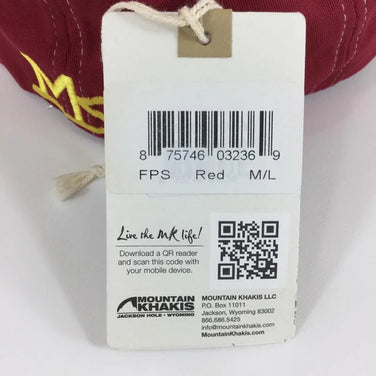 8 75746 03236 9
FPS Red M/L
Live the MK life!
Download a QR reader
and scan this code with
your mobile device.
MOUNTAIN
KHAKIS
JACKSON HOLE • WYOMING
MOUNTAIN KHAKIS LLC
P.O. Box 11011
Jackson, Wyoming 83002
866.686.5425
info@mountainkhakis.com
MountainKhakis.com